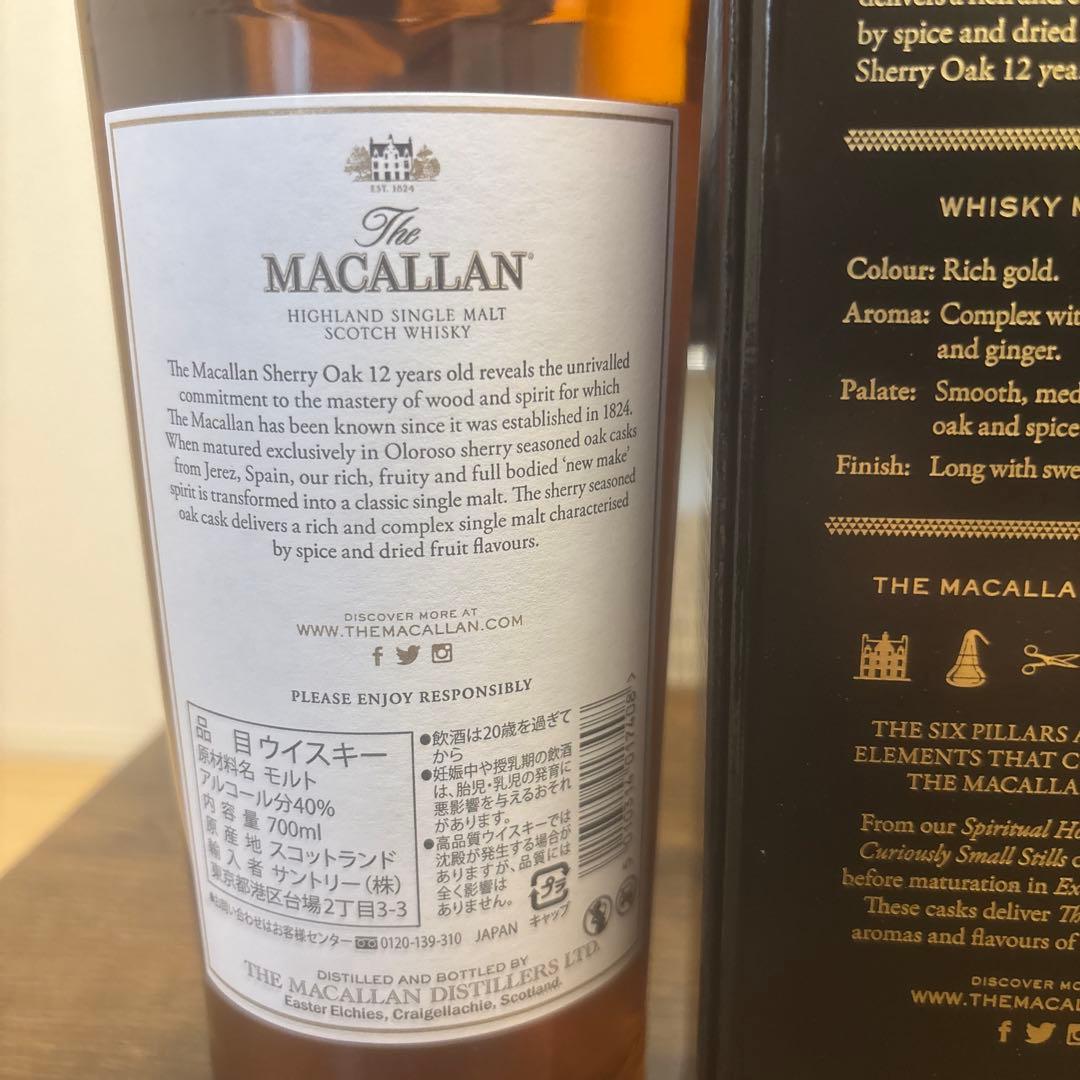 EST. 1824
The
MACALLAN
HIGHLAND SINGLE MALT
SCOTCH WHISKY
The Macallan Sherry Oak 12 years old reveals the unrivalled
commitment to the mastery of wood and spirit for which
The Macallan has been known since it was established in 1824.
When matured exclusively in Oloroso sherry seasoned oak casks
from Jerez, Spain, our rich, fruity and full bodied ‘new make’
spirit is transformed into a classic single malt. The sherry seasoned
oak cask delivers a rich and complex single malt characterised
by spice and dried fruit flavours.
DISCOVER MORE AT
WWW.THEMACALLAN.COM
PLEASE ENJOY RESPONSIBLY
品 目 ウイスキー
原材料名 モルト
アルコール分40%
内容量 700ml
原産地 スコットランド
輸入者 サントリー(株)
東京都港区台場2丁目3-3
●飲酒は20歳を過ぎて
から
●妊娠中や授乳期の飲酒
は、胎児・乳児の発育に
悪影響を与えるおそれ
があります。
●高品質ウイスキーでは
沈殿が発生する場合が
ありますが、品質には
全く影響は
ありません。
プラ
キャップ
5 010314 017408 >
■お問い合わせはお客様センター 0120-139-310 JAPAN
DISTILLED AND BOTTLED BY
THE MACALLAN DISTILLERS LTD.
Easter Elchies, Craigellachie, Scotland.
by spice and dried
Sherry Oak 12 yea
WHISKY
Colour: Rich gold.
Aroma: Complex wit
and ginger.
Palate: Smooth, med
oak and spice
Finish: Long with swe
THE MACALLA
THE SIX PILLARS A
ELEMENTS THAT C
THE MACALLA
From our Spiritual Ho
Curiously Small Stills
before maturation in Ex
These casks deliver Th
aromas and flavours of
DISCOVER MO
WWW.THEMACAL